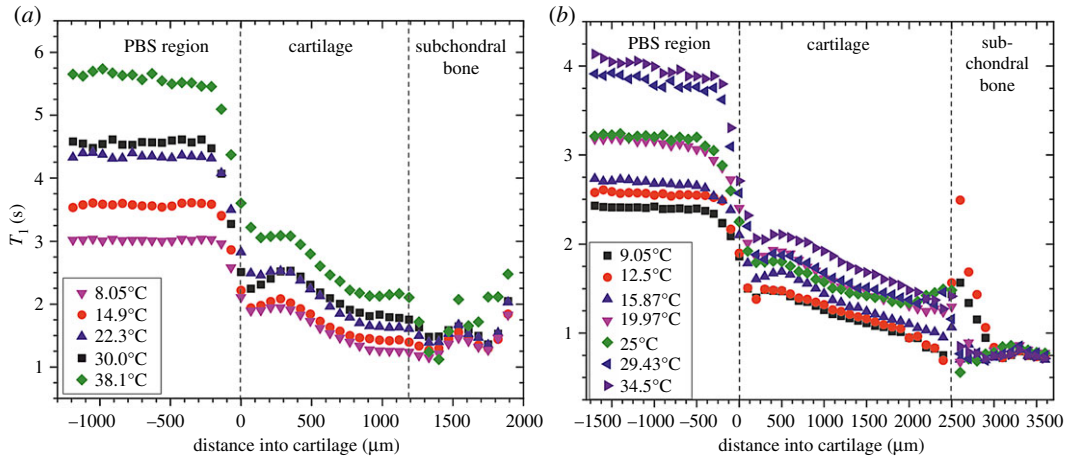 (a)
PBS region
cartilage
subchondral
bone
6
5
4
3
2
1
T1 (s)
8.05°C
14.9°C
22.3°C
30.0°C
38.1°C
−1000 −500 0 500 1000 1500 2000
distance into cartilage (μm)
(b)
PBS region
cartilage
sub-
chondral
bone
4
3
2
1
9.05°C
12.5°C
15.87°C
19.97°C
25°C
29.43°C
34.5°C
−1500 −1000 −500 0 500 1000 1500 2000 2500 3000 3500
distance into cartilage (μm)